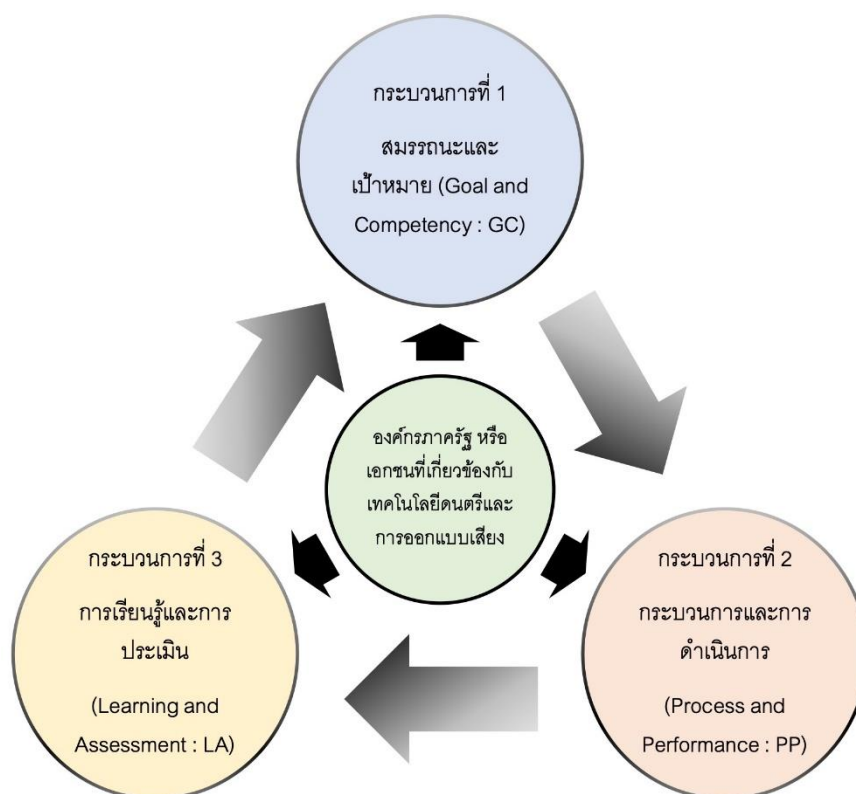 กระบวนการที่ 1
สมรรถนะและ
เป้าหมาย (Goal and
Competency : GC)
องค์กรภาครัฐ หรือ
เอกชนที่เกี่ยวข้องกับ
เทคโนโลยีดนตรีและ
การออกแบบเสียง
กระบวนการที่ 2
กระบวนการและการ
ดำเนินการ
(Process and
Performance : PP)
กระบวนการที่ 3
การเรียนรู้และการ
ประเมิน
(Learning and
Assessment : LA)